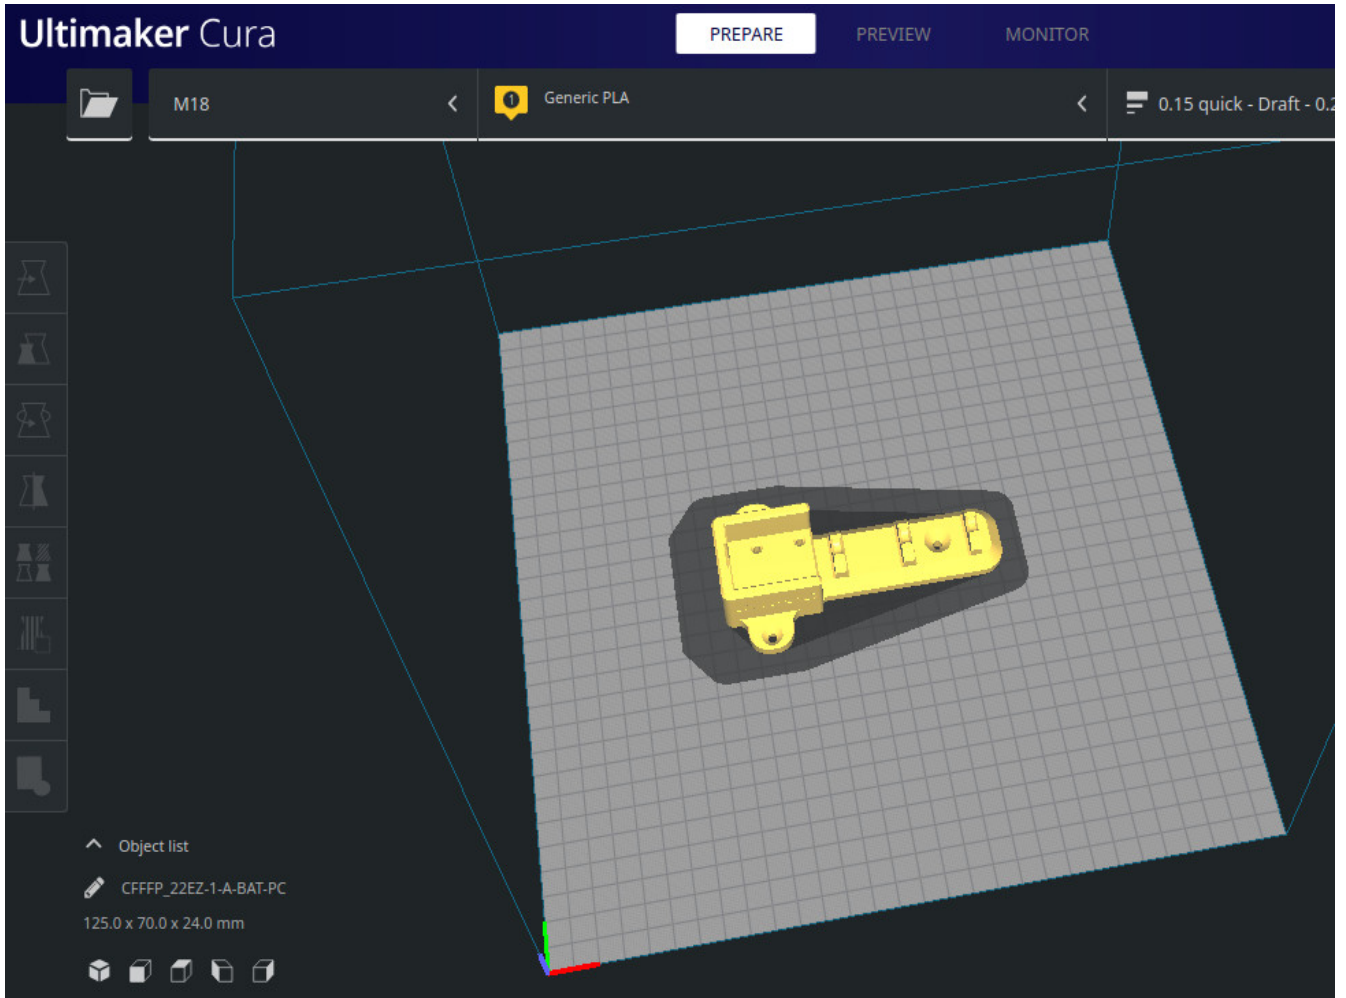 Ultimaker Cura
PREPARE PREVIEW MONITOR
M18
1
Generic PLA
0.15 quick - Draft - 0.2
Object list
CFFFP_22EZ-1-A-BAT-PC
125.0 x 70.0 x 24.0 mm